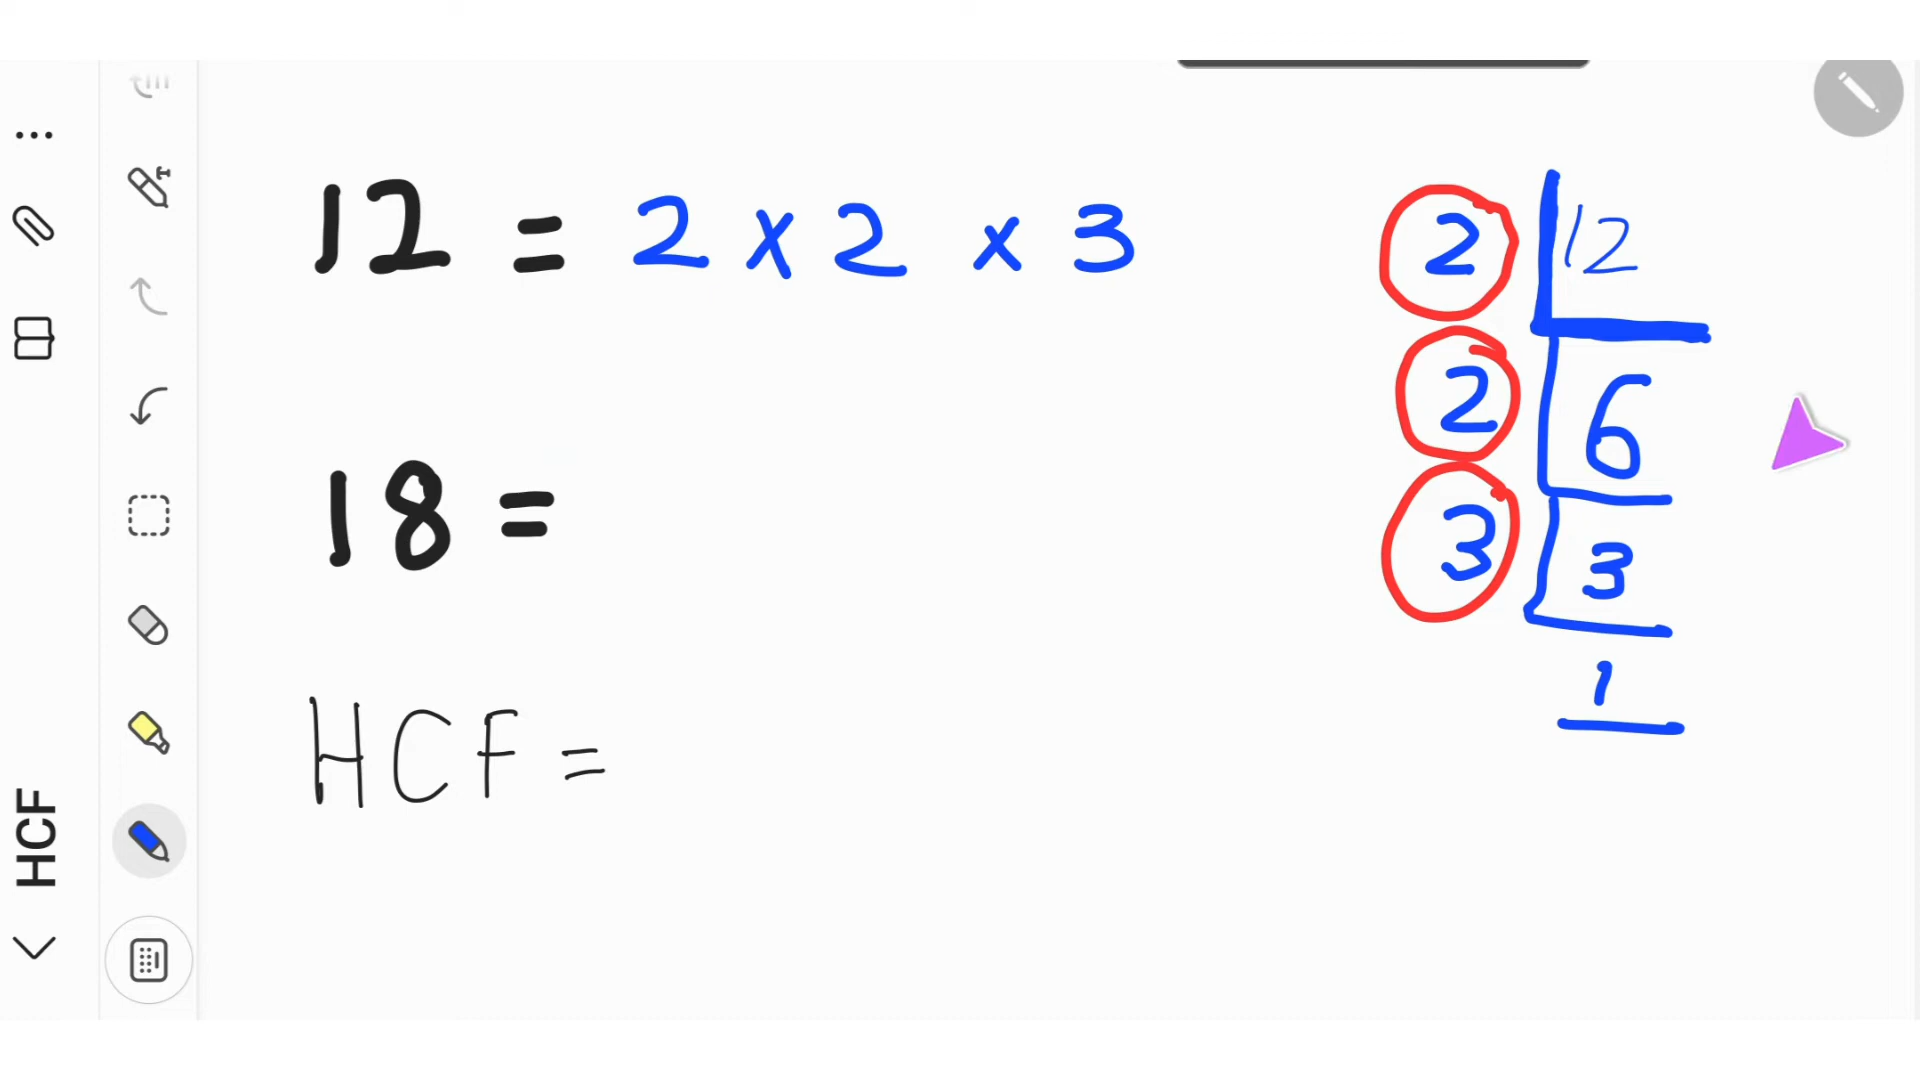 HCF
12 = 2 x 2 x 3
18 =
HCF =
2 12
2 6
3 3
1